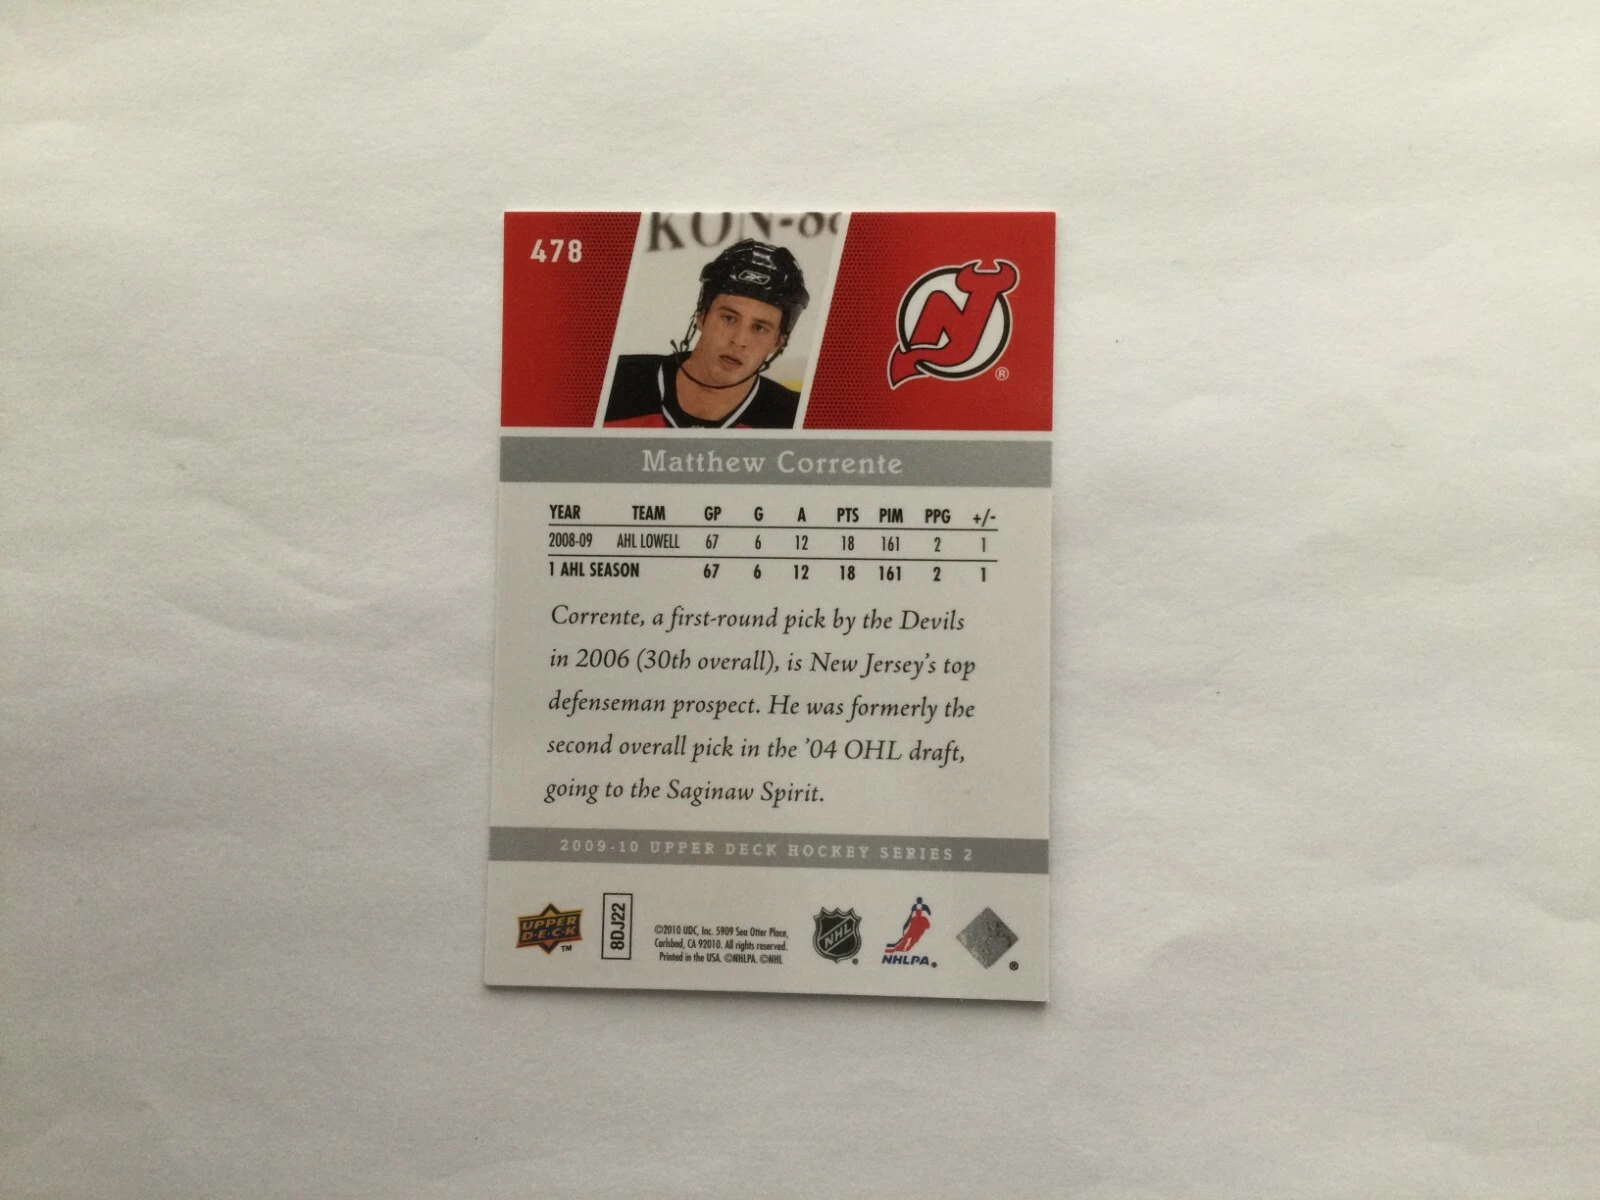 KON-8
478
NJ
®
Matthew Corrente
YEAR TEAM GP G A PTS PIM PPG +/-
2008-09 AHL LOWELL 67 6 12 18 161 2 1
1 AHL SEASON 67 6 12 18 161 2 1
Corrente, a first-round pick by the Devils
in 2006 (30th overall), is New Jersey's top
defenseman prospect. He was formerly the
second overall pick in the '04 OHL draft,
going to the Saginaw Spirit.
2009-10 UPPER DECK HOCKEY SERIES 2
UPPER
DECK
TM
8DJ22
©2010 UDC, Inc. 5909 Sea Otter Place,
Carlsbad, CA 92010. All rights reserved.
Printed in the USA. ©NHLPA. ©NHL
NHL
®
NHLPA®
®